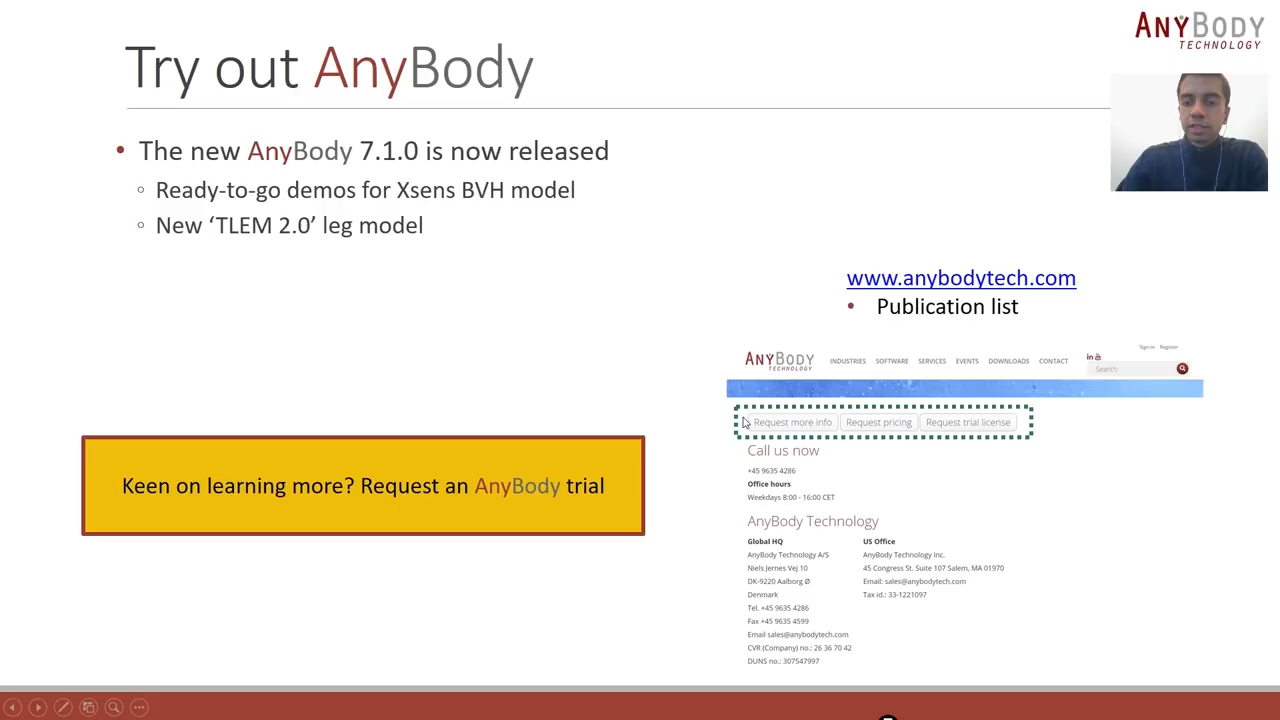 ANYBODY
TECHNOLOGY
Try out AnyBody
• The new AnyBody 7.1.0 is now released
◦ Ready-to-go demos for Xsens BVH model
◦ New ‘TLEM 2.0’ leg model
www.anybodytech.com
• Publication list
Sign in Register
ANYBODY
TECHNOLOGY
INDUSTRIES SOFTWARE SERVICES EVENTS DOWNLOADS CONTACT
Search
Request more info Request pricing Request trial license
Call us now
+45 9635 4286
Office hours
Weekdays 8:00 - 16:00 CET
Keen on learning more? Request an AnyBody trial
AnyBody Technology
Global HQ
AnyBody Technology A/S
Niels Jernes Vej 10
DK-9220 Aalborg Ø
Denmark
Tel. +45 9635 4286
Fax +45 9635 4599
Email sales@anybodytech.com
CVR (Company) no.: 26 36 70 42
DUNS no.: 307547997
US Office
AnyBody Technology Inc.
45 Congress St. Suite 107 Salem, MA 01970
Email: sales@anybodytech.com
Tax id.: 33-1221097